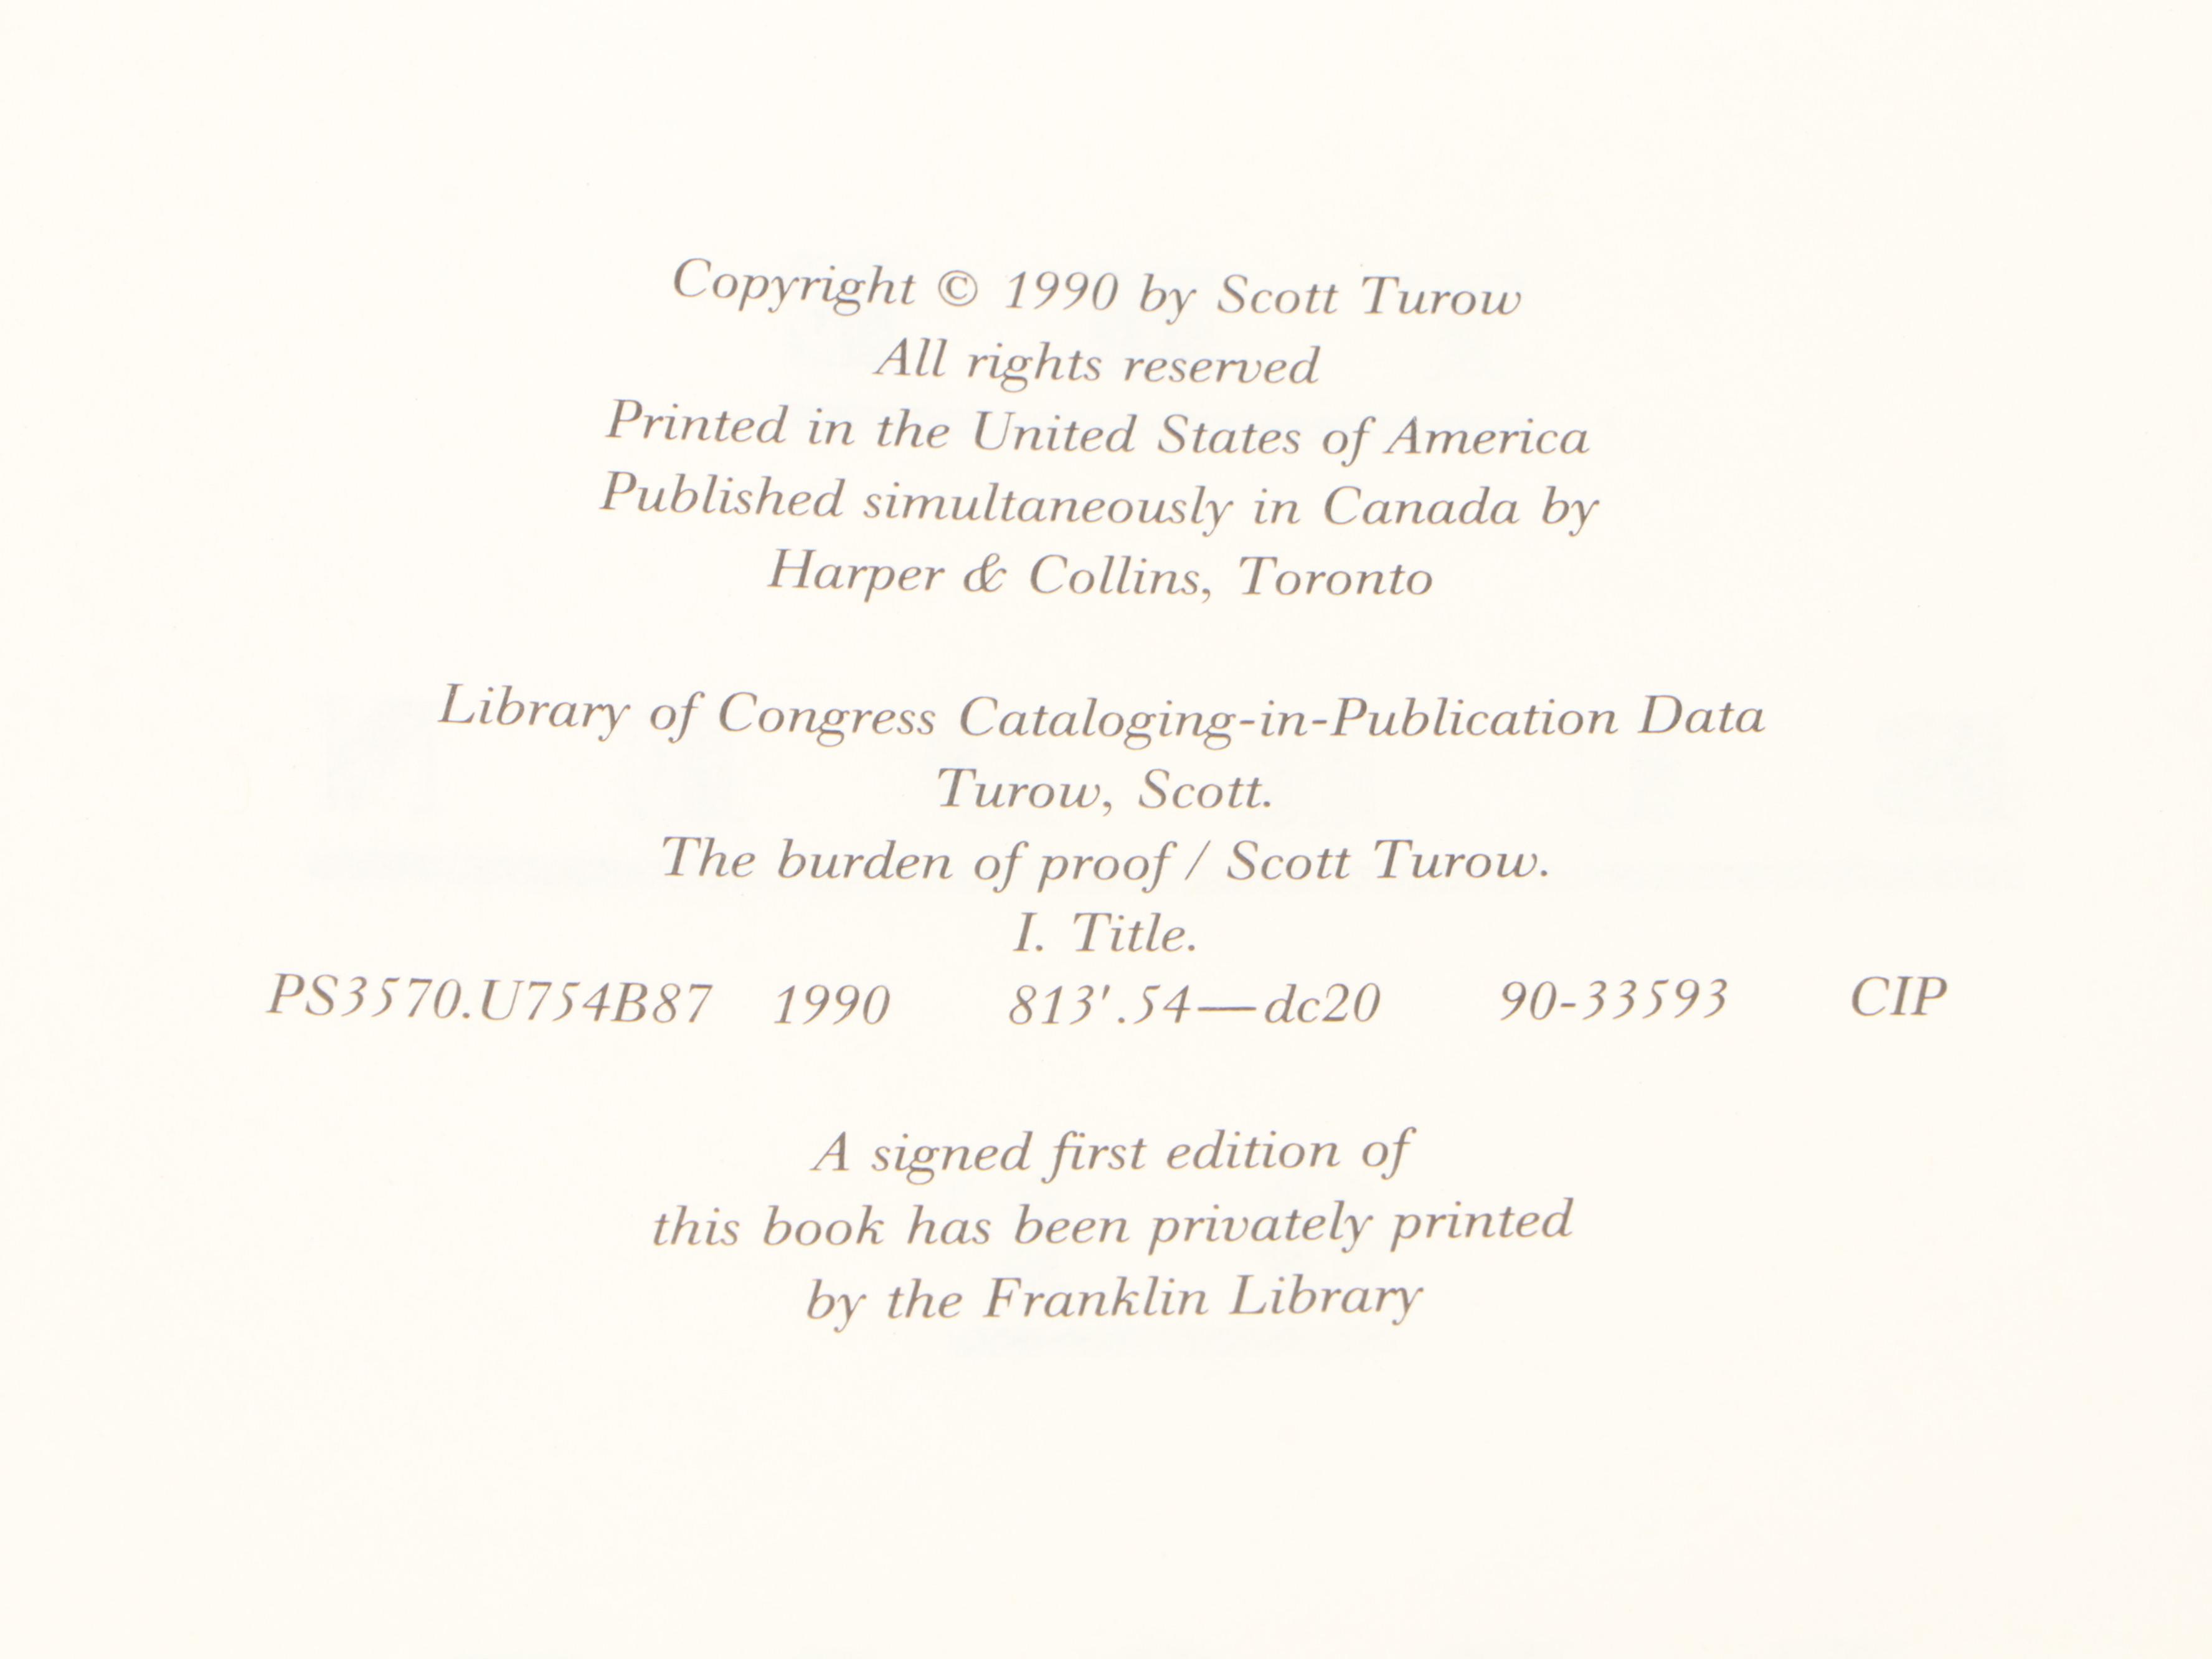 Copyright © 1990 by Scott Turow
All rights reserved
Printed in the United States of America
Published simultaneously in Canada by
Harper & Collins, Toronto
Library of Congress Cataloging-in-Publication Data
Turow, Scott.
The burden of proof / Scott Turow.
I. Title.
PS3570.U754B87 1990 813'.54—dc20 90-33593 CIP
A signed first edition of
this book has been privately printed
by the Franklin Library